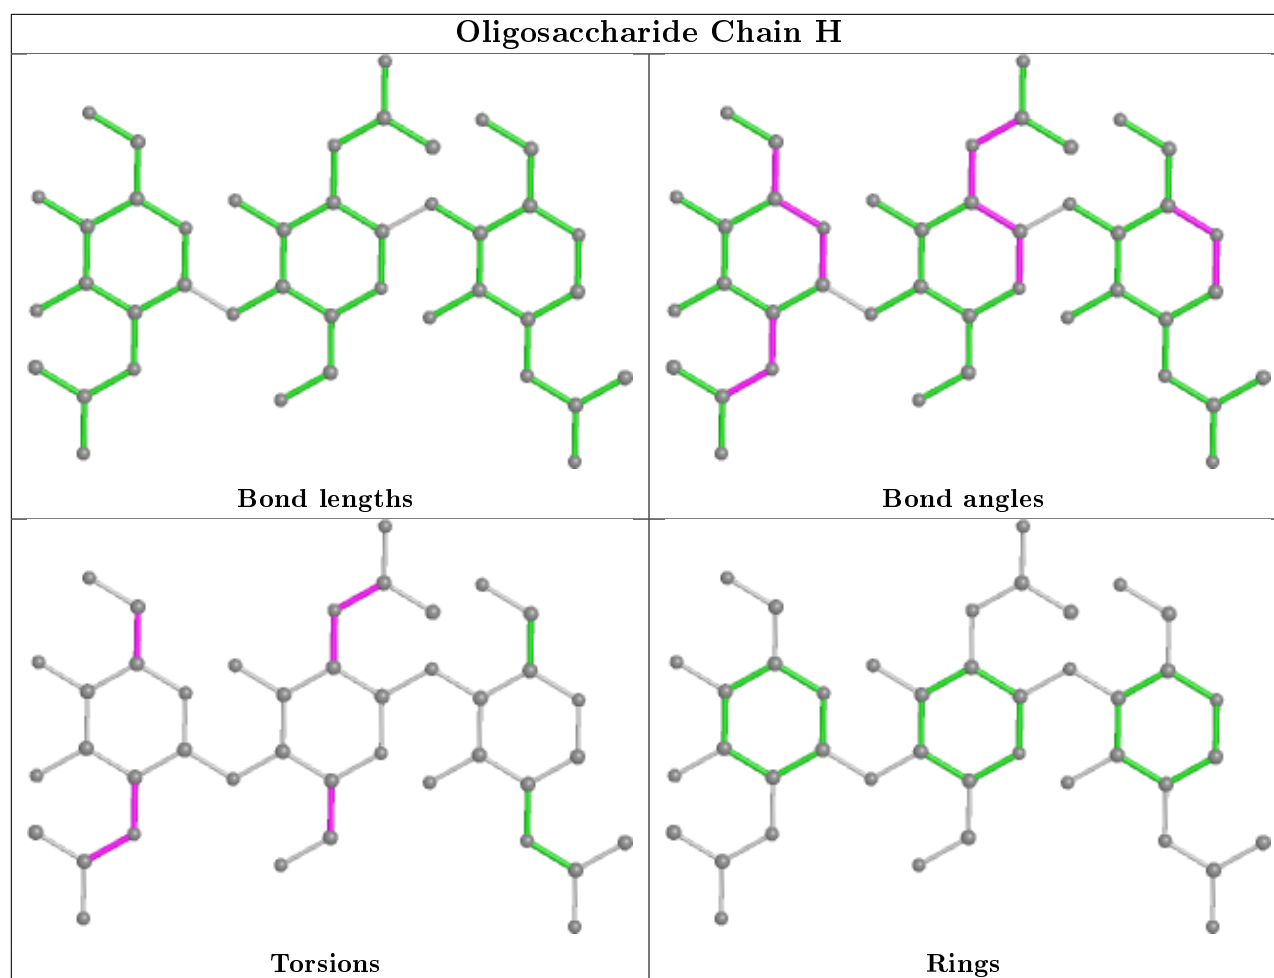 Oligosaccharide Chain H
Bond lengths
Bond angles
Torsions
Rings